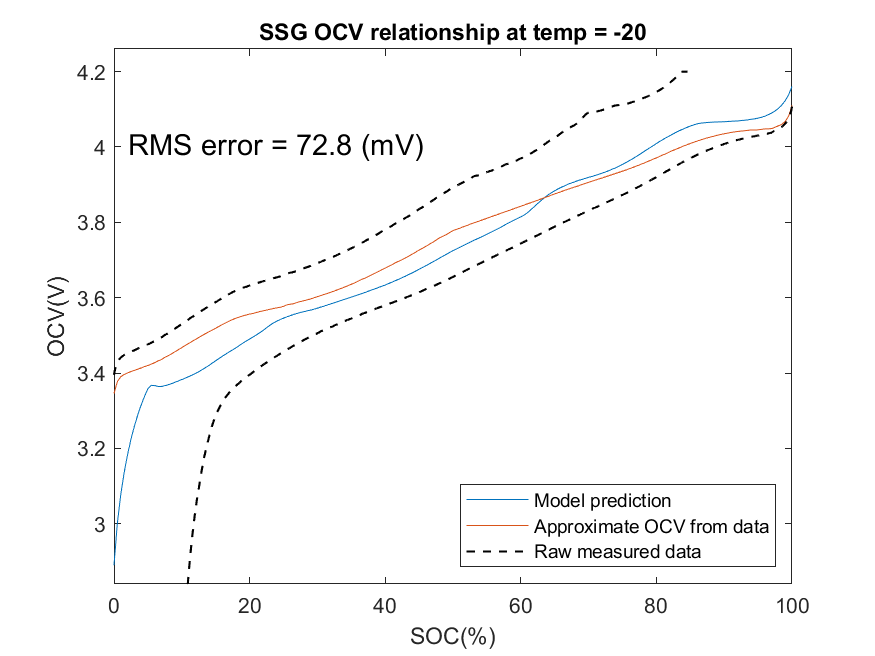 SSG OCV relationship at temp = -20
RMS error = 72.8 (mV)
OCV(V)
4.2
4
3.8
3.6
3.4
3.2
3
0 20 40 60 80 100
SOC(%)
Model prediction
Approximate OCV from data
Raw measured data